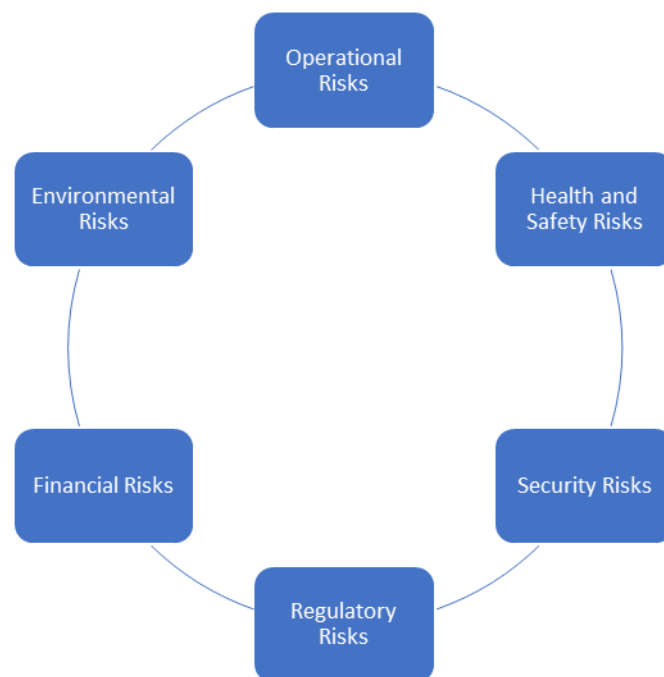 Operational
Risks
Health and
Safety Risks
Security Risks
Regulatory
Risks
Financial Risks
Environmental
Risks